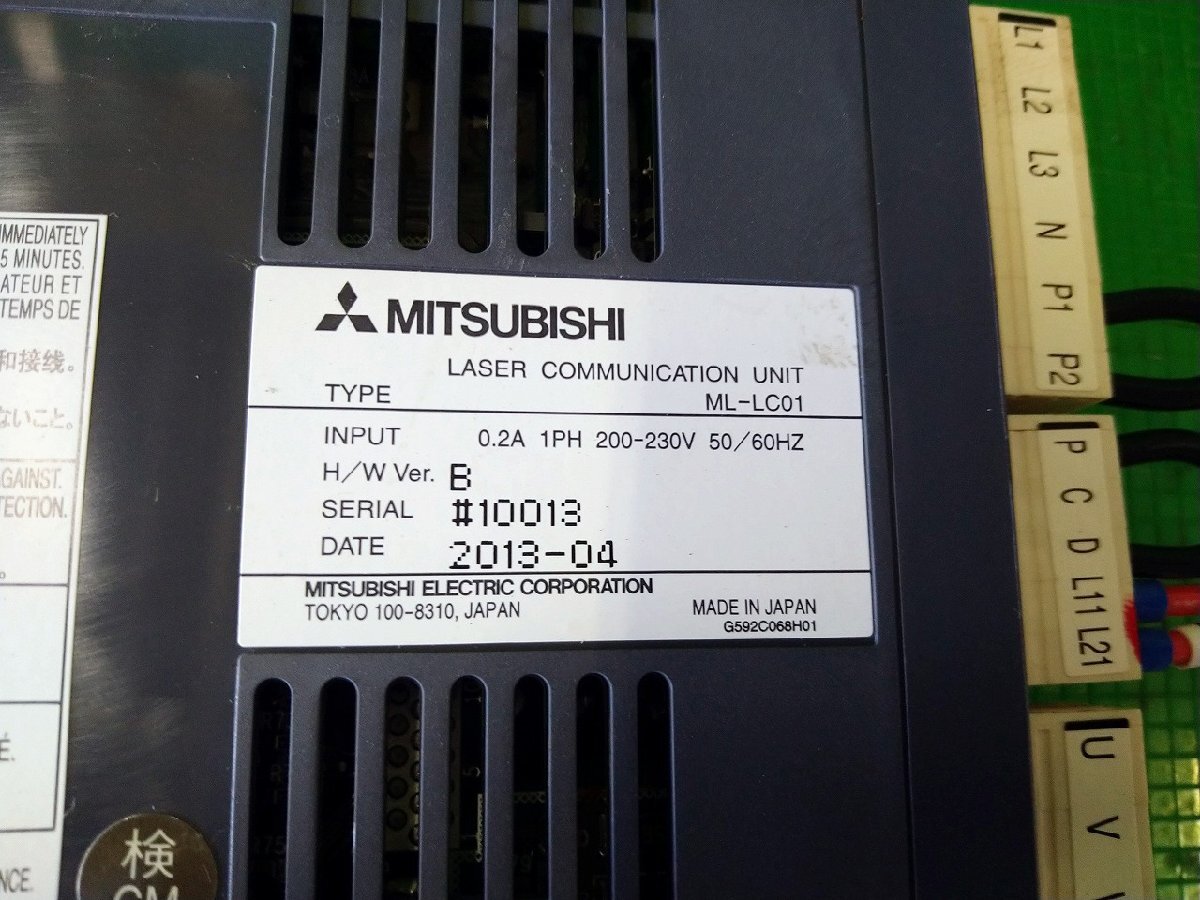 IMMEDIATELY
5 MINUTES.
ATEUR ET
TEMPS DE
和接线。
ないこと。
GAINST.
TECTION.
É.
NCE.
検
MITSUBISHI
LASER COMMUNICATION UNIT
TYPE ML-LC01
INPUT 0.2A 1PH 200-230V 50/60HZ
H/W Ver. B
SERIAL #10013
DATE 2013-04
MITSUBISHI ELECTRIC CORPORATION
TOKYO 100-8310, JAPAN MADE IN JAPAN
G592C068H01
L1
L2
L3
N
P1
P2
P
C
D
L11
L21
U
V